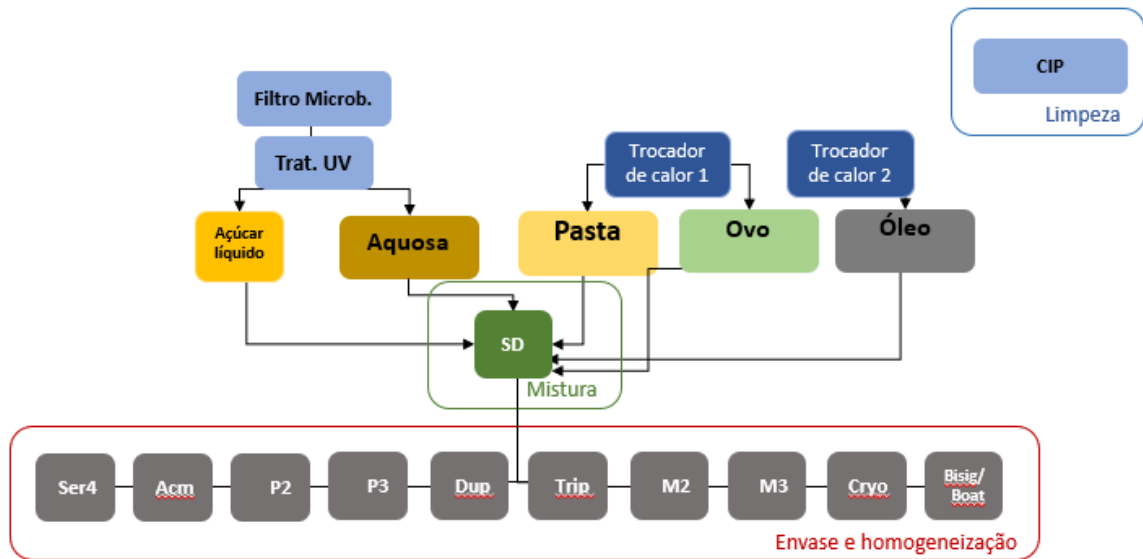 CIP
Limpeza
Filtro Microb.
Trat. UV
Trocador
de calor 1
Trocador
de calor 2
Açúcar
líquido
Aquosa
Pasta
Ovo
Óleo
SD
Mistura
Ser4
Acm
P2
P3
Dup
Trip
M2
M3
Cryo
Bisig/
Boat
Envase e homogeneização